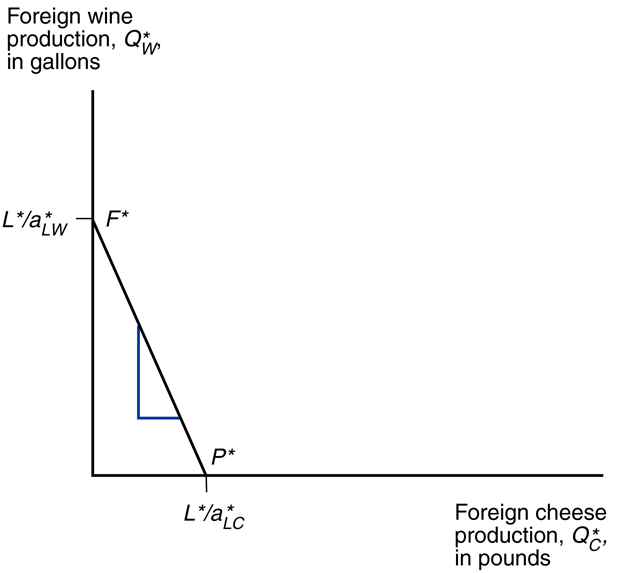 Foreign wine
production, Q*W,
in gallons
L*/a*LW
F*
P*
L*/a*LC
Foreign cheese
production, Q*C,
in pounds